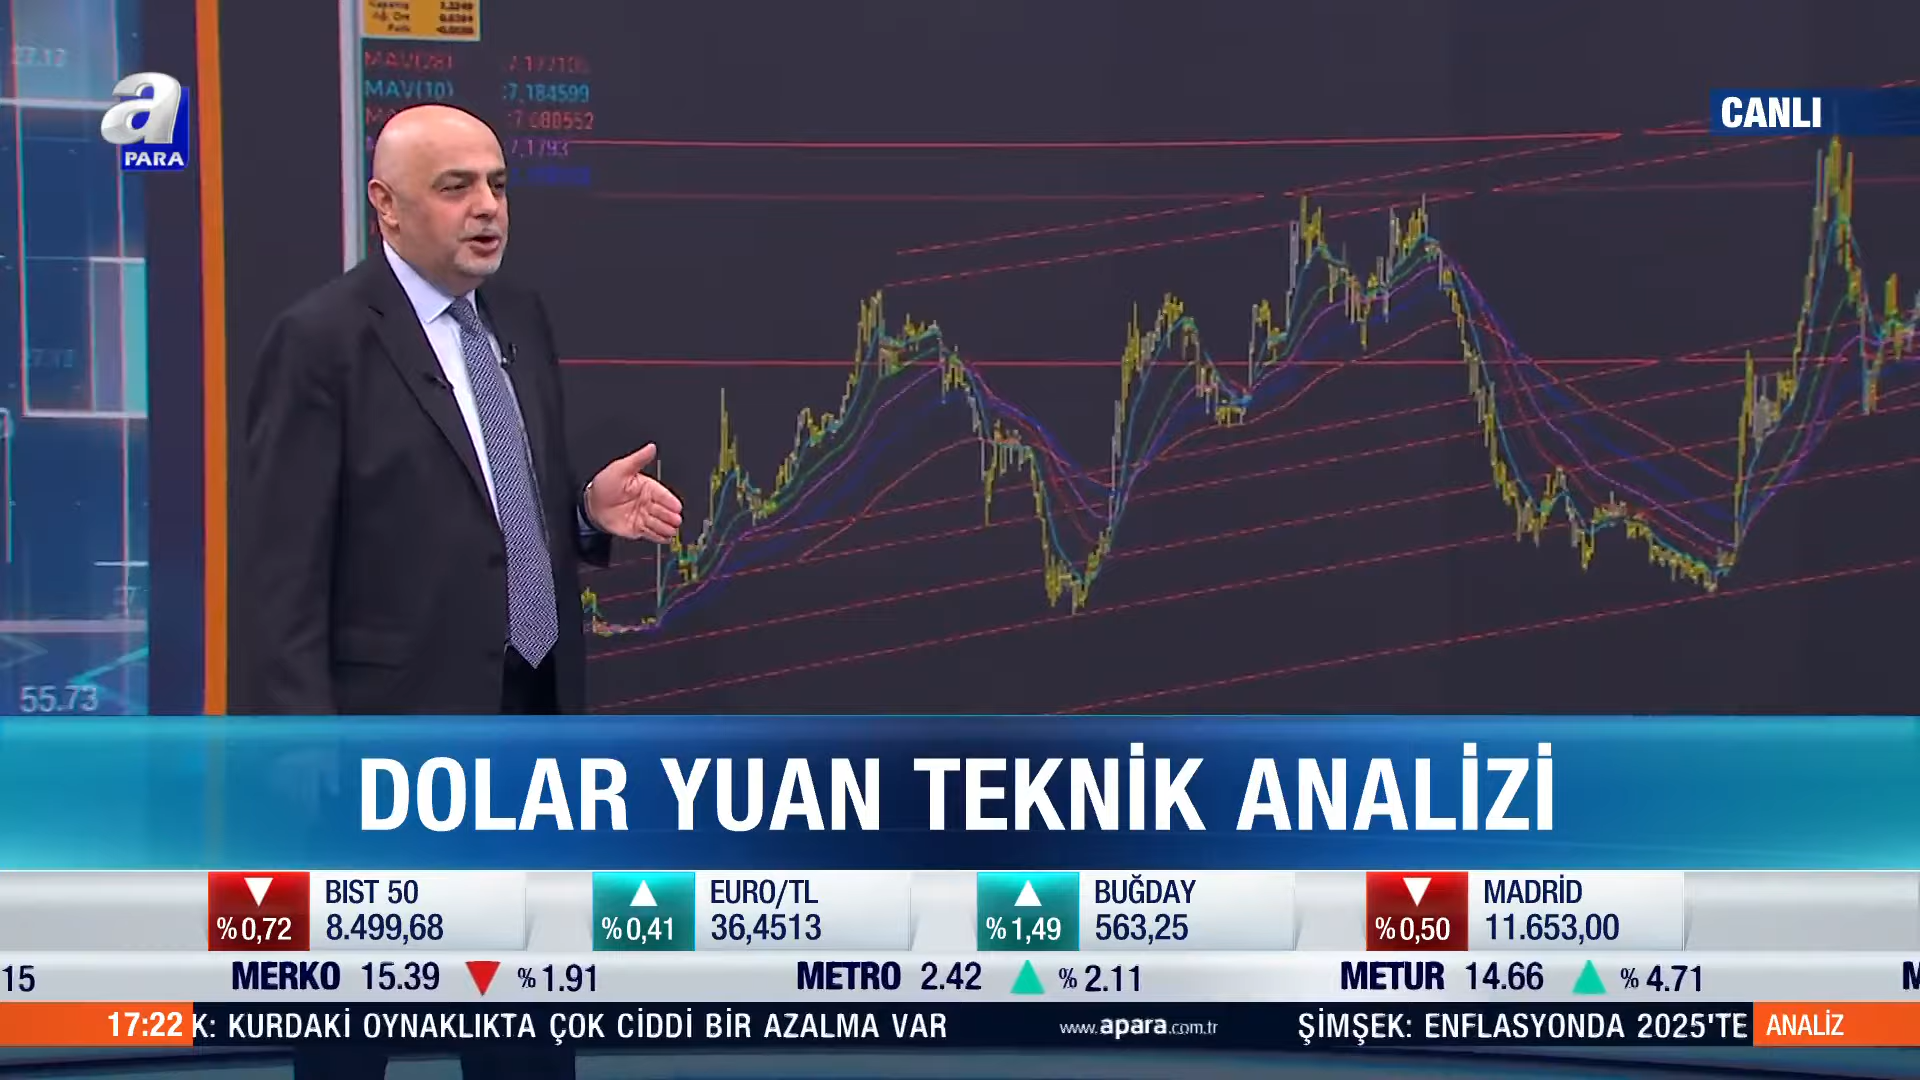 a
PARA
CANLI
MAV(10) :7,184599
7,1793
55.73
DOLAR YUAN TEKNİK ANALİZİ
%0,72 BIST 50 8.499,68
%0,41 EURO/TL 36,4513
%1,49 BUĞDAY 563,25
%0,50 MADRİD 11.653,00
15 MERKO 15.39 %1.91 METRO 2.42 %2.11 METUR 14.66 %4.71
17:22 K: KURDAKİ OYNAKLIKTA ÇOK CİDDİ BİR AZALMA VAR www.apara.com.tr ŞİMŞEK: ENFLASYONDA 2025'TE ANALİZ